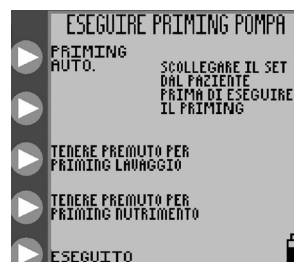 ESEGUIRE PRIMING POMPA
PRIMING
AUTO.
SCOLLEGARE IL SET
DAL PAZIENTE
PRIMA DI ESEGUIRE
IL PRIMING
TENERE PREMUTO PER
PRIMING LAVAGGIO
TENERE PREMUTO PER
PRIMING NUTRIMENTO
ESEGUITO